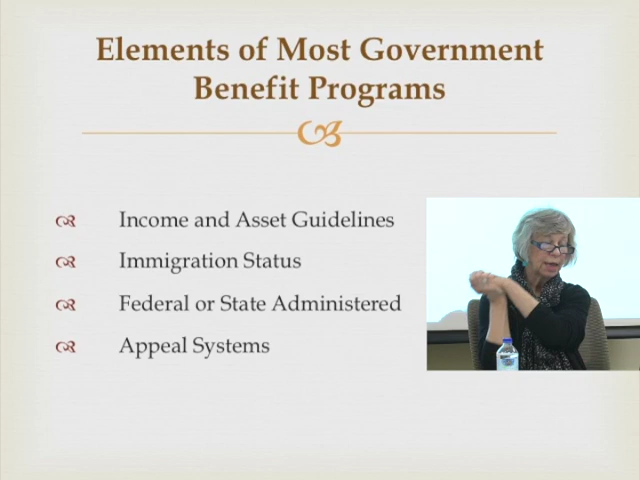 Elements of Most Government
Benefit Programs
Income and Asset Guidelines
Immigration Status
Federal or State Administered
Appeal Systems